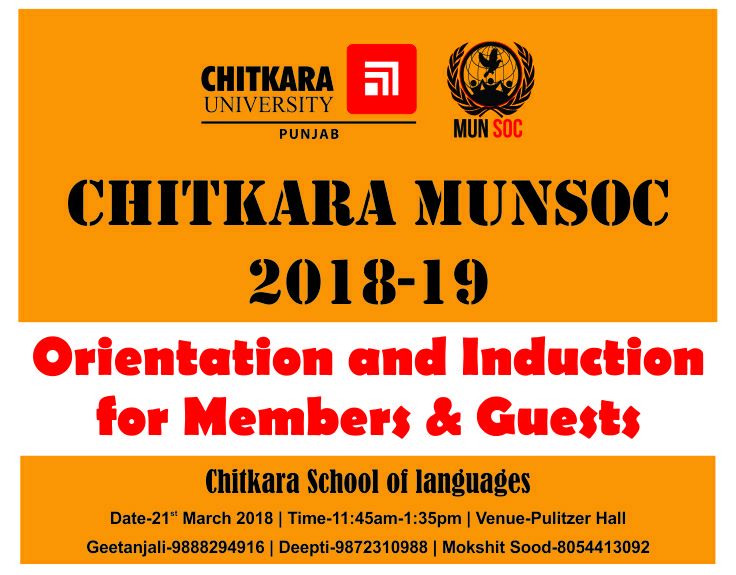 CHITKARA
UNIVERSITY
PUNJAB
MUN SOC
CHITKARA MUNSOC
2018-19
Orientation and Induction
for Members & Guests
Chitkara School of languages
Date-21st March 2018 | Time-11:45am-1:35pm | Venue-Pulitzer Hall
Geetanjali-9888294916 | Deepti-9872310988 | Mokshit Sood-8054413092